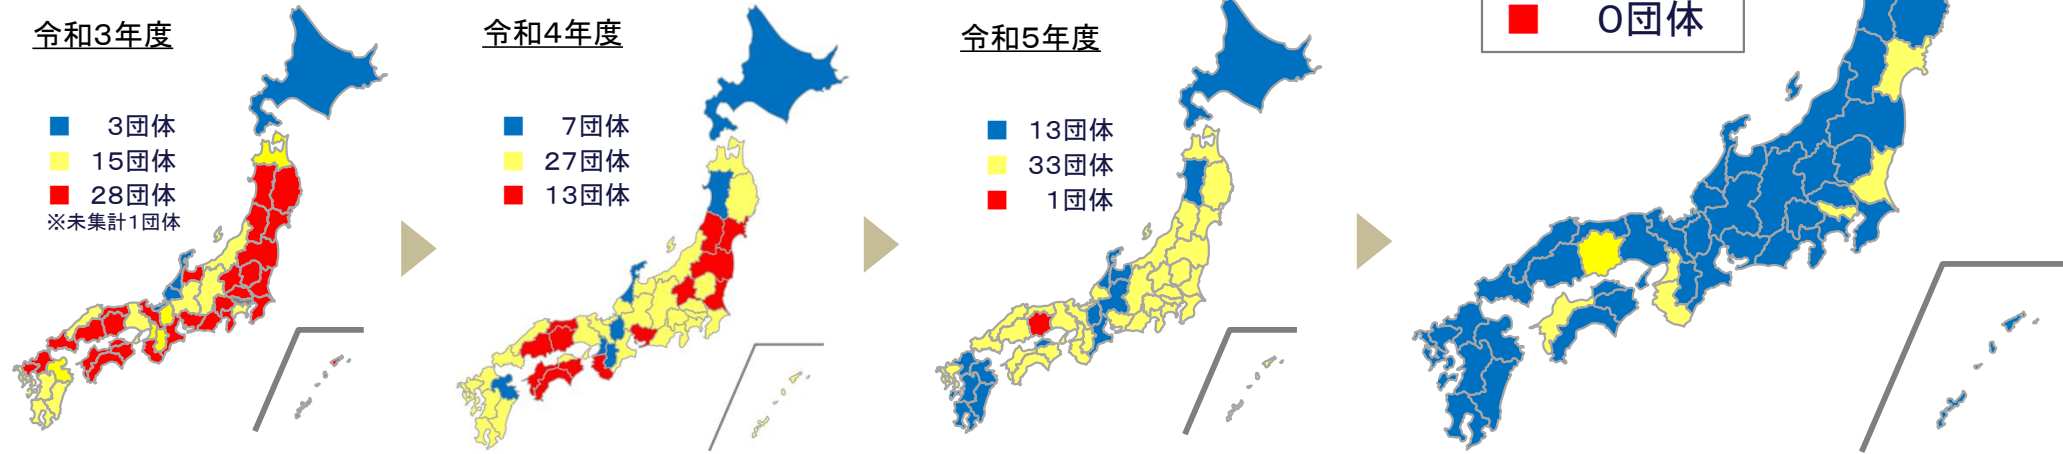 令和3年度
3団体
15団体
28団体
※未集計1団体
令和4年度
7団体
27団体
13団体
令和5年度
13団体
33団体
1団体
0団体